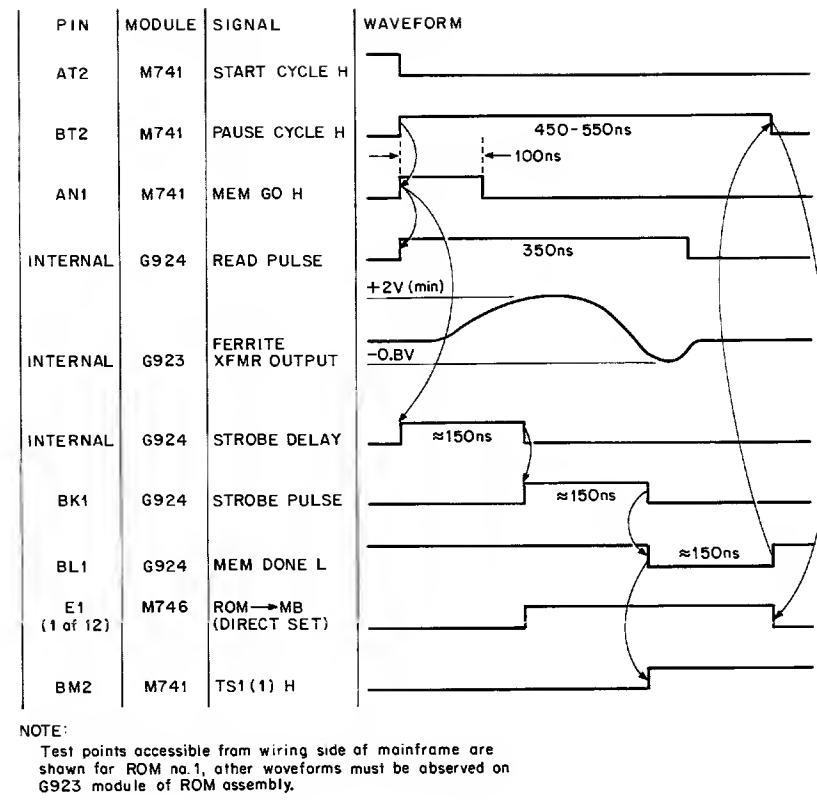 PIN MODULE SIGNAL WAVEFORM
AT2 M741 START CYCLE H
BT2 M741 PAUSE CYCLE H
450-550ns
100ns
AN1 M741 MEM GO H
INTERNAL G924 READ PULSE
350ns
+2V (min)
INTERNAL G923 FERRITE
XFMR OUTPUT
-0.8V
INTERNAL G924 STROBE DELAY
≈150ns
BK1 G924 STROBE PULSE
≈150ns
BL1 G924 MEM DONE L
≈150ns
E1 M746 ROM→MB
(1 of 12) (DIRECT SET)
BM2 M741 TS1(1) H
NOTE:
Test points accessible from wiring side of mainframe are
shown for ROM no.1, other waveforms must be observed on
G923 module of ROM assembly.